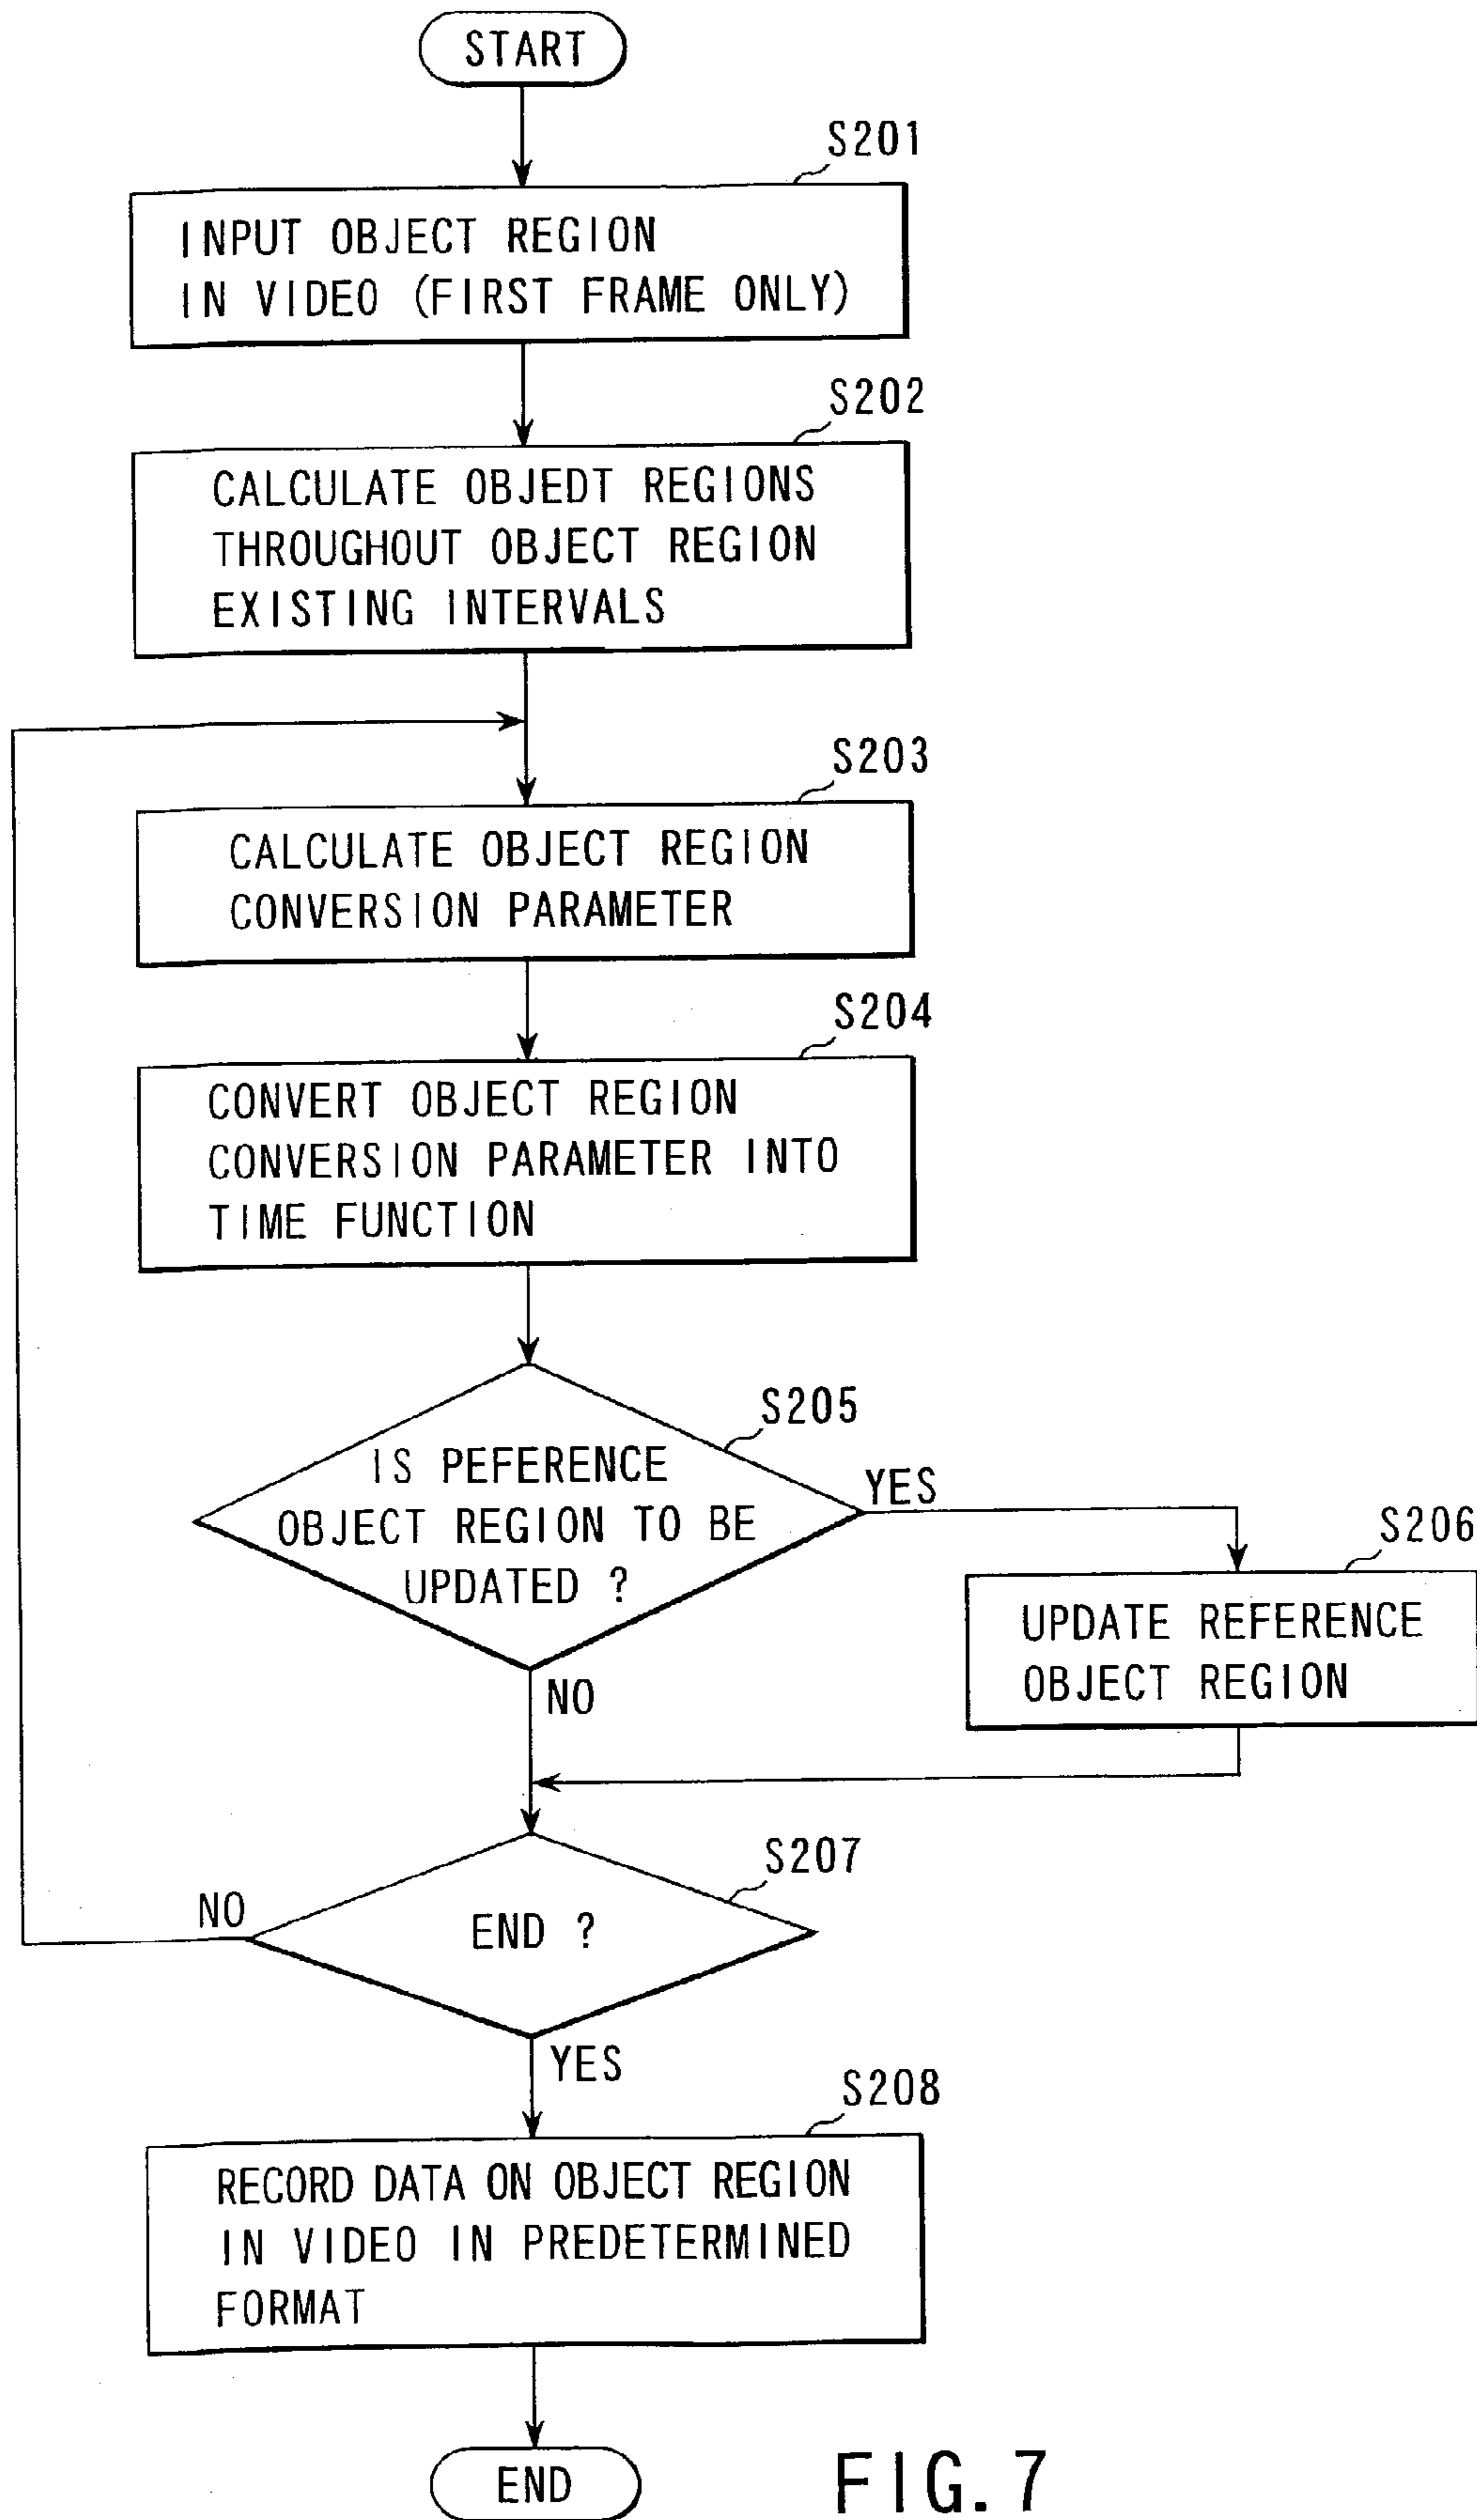 START
S201
INPUT OBJECT REGION
IN VIDEO (FIRST FRAME ONLY)
S202
CALCULATE OBJEDT REGIONS
THROUGHOUT OBJECT REGION
EXISTING INTERVALS
S203
CALCULATE OBJECT REGION
CONVERSION PARAMETER
S204
CONVERT OBJECT REGION
CONVERSION PARAMETER INTO
TIME FUNCTION
S205
IS PEFERENCE
OBJECT REGION TO BE
UPDATED ?
YES
S206
UPDATE REFERENCE
OBJECT REGION
NO
S207
END ?
NO
YES
S208
RECORD DATA ON OBJECT REGION
IN VIDEO IN PREDETERMINED
FORMAT
END
FIG. 7